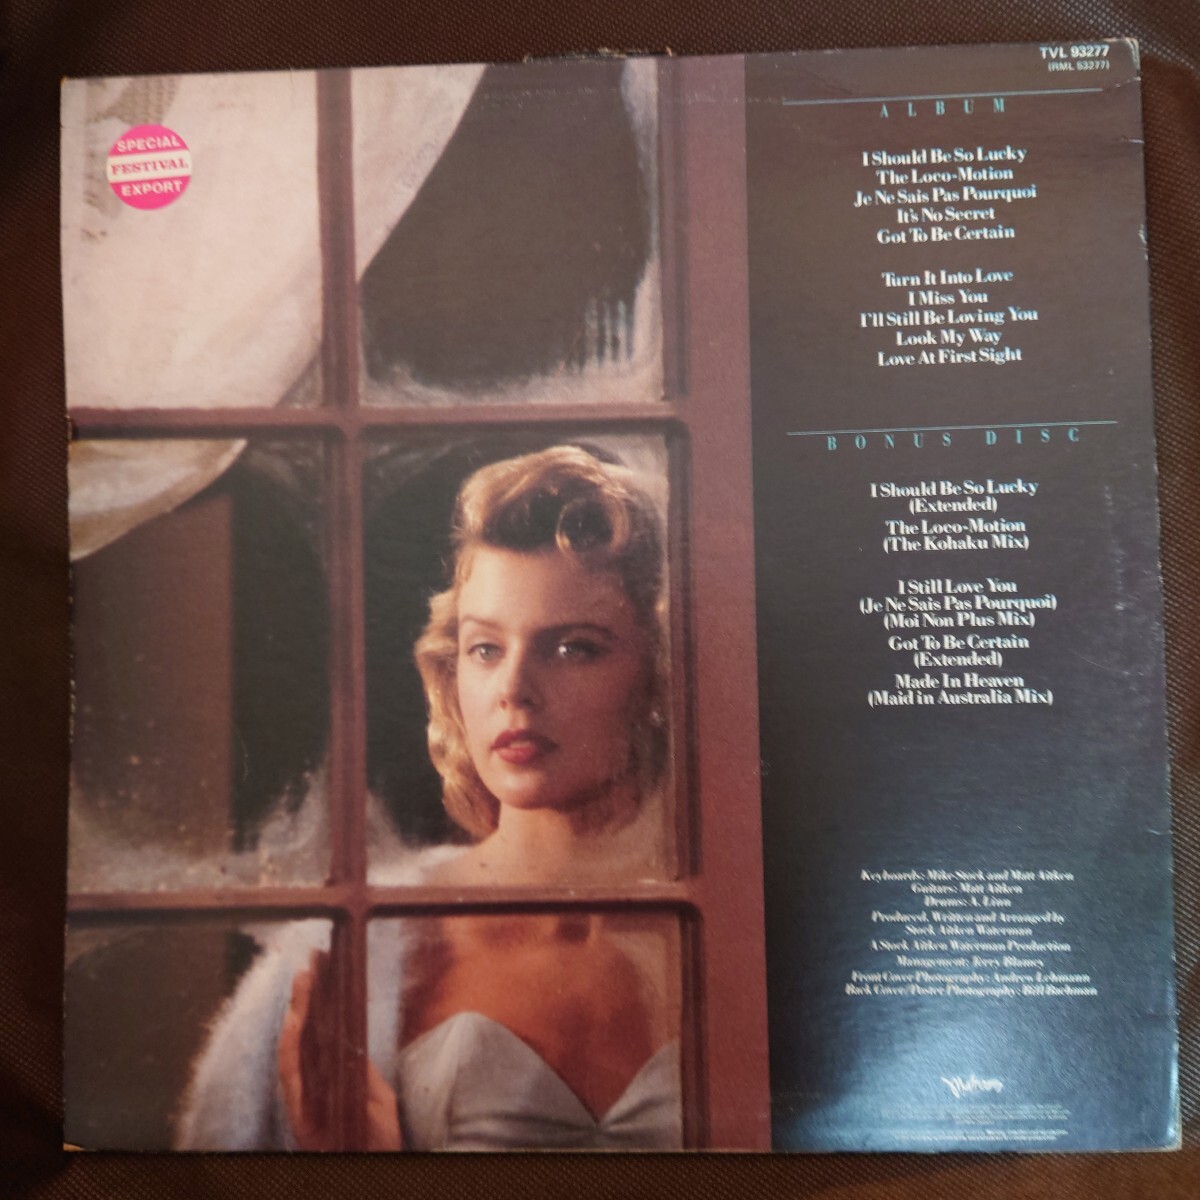 TVL 93277
(RML 53277)
SPECIAL
FESTIVAL
EXPORT
ALBUM
I Should Be So Lucky
The Loco-Motion
Je Ne Sais Pas Pourquoi
It's No Secret
Got To Be Certain
Turn It Into Love
I Miss You
I'll Still Be Loving You
Look My Way
Love At First Sight
BONUS DISC
I Should Be So Lucky
(Extended)
The Loco-Motion
(The Kohaku Mix)
I Still Love You
(Je Ne Sais Pas Pourquoi)
(Moi Non Plus Mix)
Got To Be Certain
(Extended)
Made In Heaven
(Maid in Australia Mix)
Keyboards: Mike Stock and Matt Aitken
Guitars: Matt Aitken
Drums: A. Linn
Produced, Written and Arranged by
Stock Aitken Waterman
A Stock Aitken Waterman Production
Management: Terry Blamey
Front Cover Photography: Andrew Lehmann
Back Cover/Poster Photography: Bill Bachman